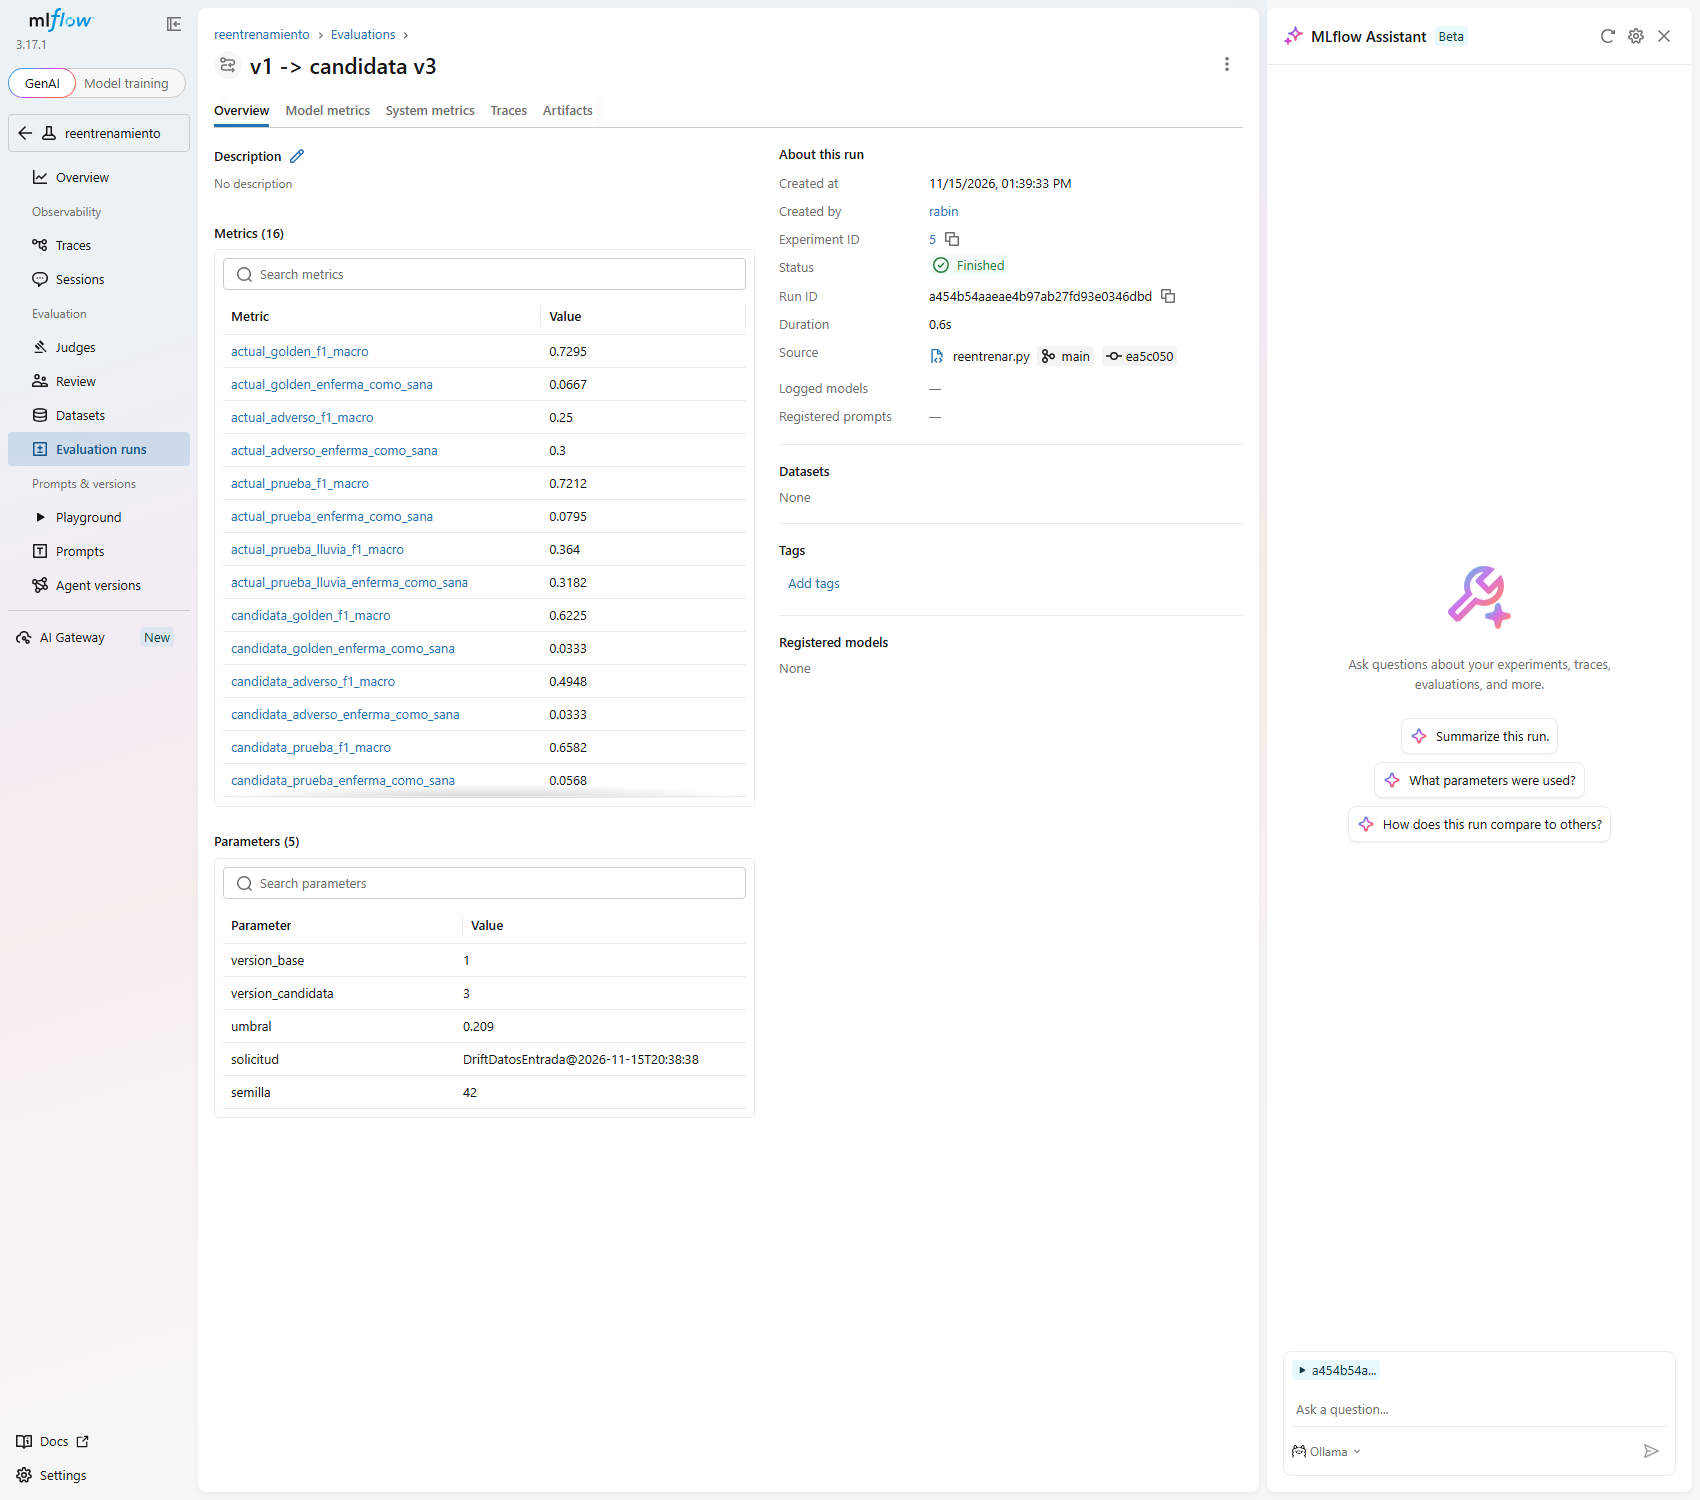 mlflow
3.17.1
GenAI
Model training
reentrenamiento
Overview
Observability
Traces
Sessions
Evaluation
Judges
Review
Datasets
Evaluation runs
Prompts & versions
Playground
Prompts
Agent versions
AI Gateway New
Docs
Settings
reentrenamiento > Evaluations >
v1 -> candidata v3
Overview Model metrics System metrics Traces Artifacts
Description
No description
Metrics (16)
Search metrics
Metric Value
actual_golden_f1_macro 0.7295
actual_golden_enferma_como_sana 0.0667
actual_adverso_f1_macro 0.25
actual_adverso_enferma_como_sana 0.3
actual_prueba_f1_macro 0.7212
actual_prueba_enferma_como_sana 0.0795
actual_prueba_lluvia_f1_macro 0.364
actual_prueba_lluvia_enferma_como_sana 0.3182
candidata_golden_f1_macro 0.6225
candidata_golden_enferma_como_sana 0.0333
candidata_adverso_f1_macro 0.4948
candidata_adverso_enferma_como_sana 0.0333
candidata_prueba_f1_macro 0.6582
candidata_prueba_enferma_como_sana 0.0568
Parameters (5)
Search parameters
Parameter Value
version_base 1
version_candidata 3
umbral 0.209
solicitud DriftDatosEntrada@2026-11-15T20:38:38
semilla 42
About this run
Created at 11/15/2026, 01:39:33 PM
Created by rabin
Experiment ID 5
Status Finished
Run ID a454b54aaeae4b97ab27fd93e0346dbd
Duration 0.6s
Source reentrenar.py main ea5c050
Logged models —
Registered prompts —
Datasets
None
Tags
Add tags
Registered models
None
MLflow Assistant Beta
Ask questions about your experiments, traces,
evaluations, and more.
Summarize this run.
What parameters were used?
How does this run compare to others?
a454b54a...
Ask a question...
Ollama